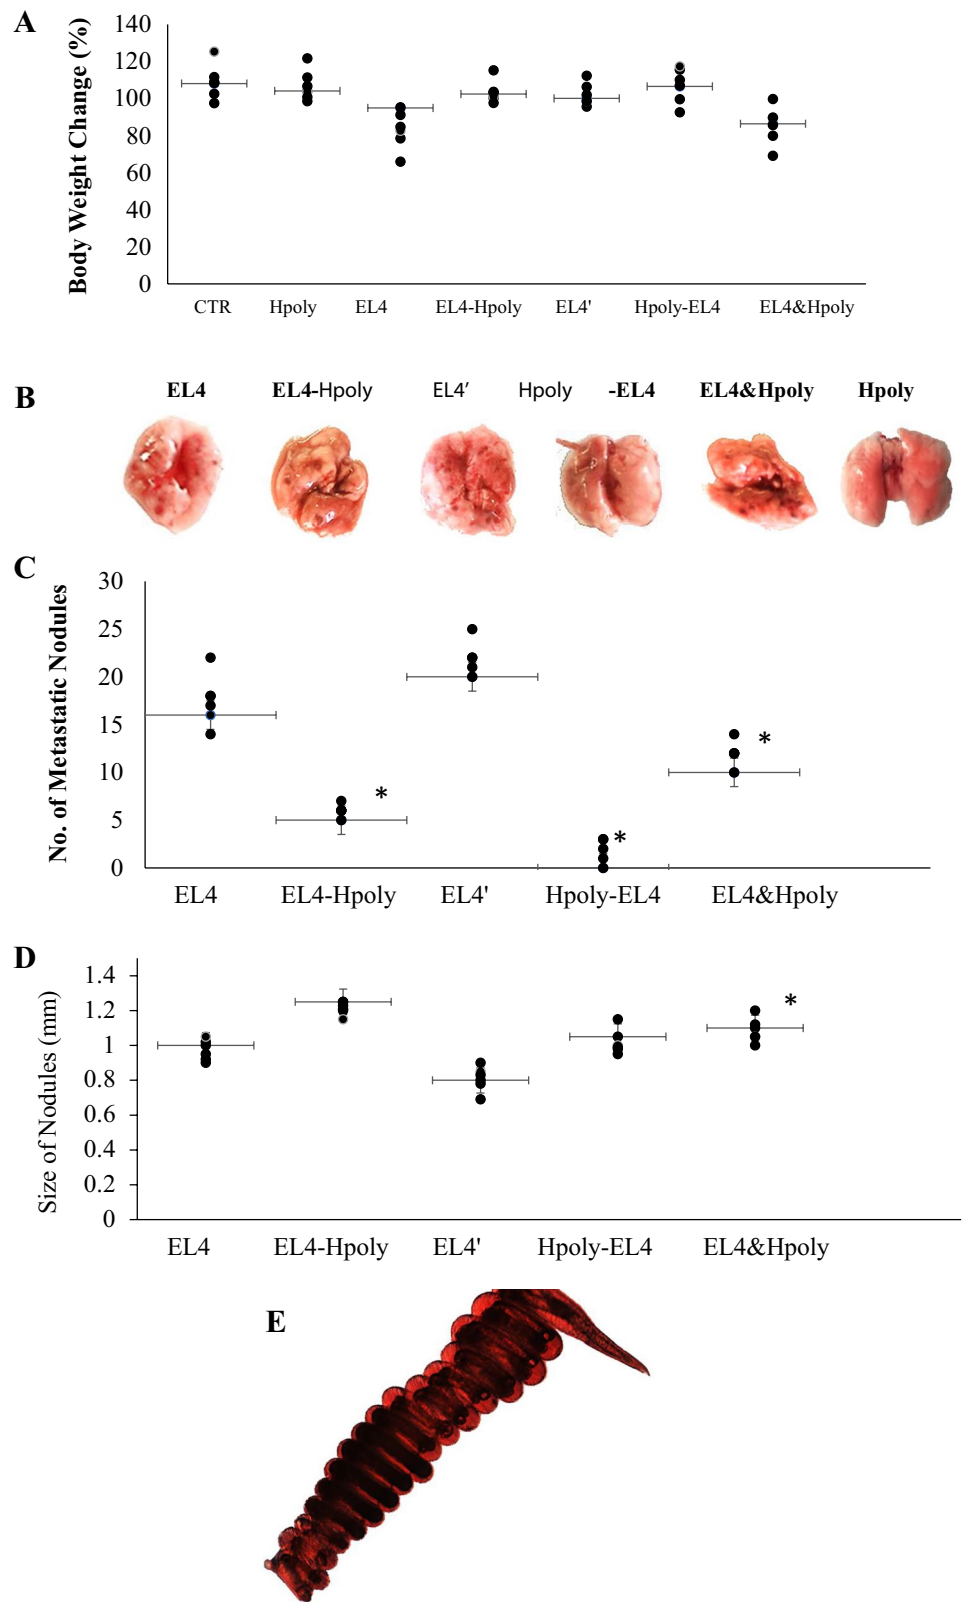 A
Body Weight Change (%)
140
120
100
80
60
40
20
0
CTR Hpoly EL4 EL4-Hpoly EL4' Hpoly-EL4 EL4&Hpoly
B
EL4 EL4-Hpoly EL4′ Hpoly -EL4 EL4&Hpoly Hpoly
C
No. of Metastatic Nodules
30
25
20
15
10
5
0
*
*
*
EL4 EL4-Hpoly EL4' Hpoly-EL4 EL4&Hpoly
D
Size of Nodules (mm)
1.4
1.2
1
0.8
0.6
0.4
0.2
0
*
EL4 EL4-Hpoly EL4' Hpoly-EL4 EL4&Hpoly
E